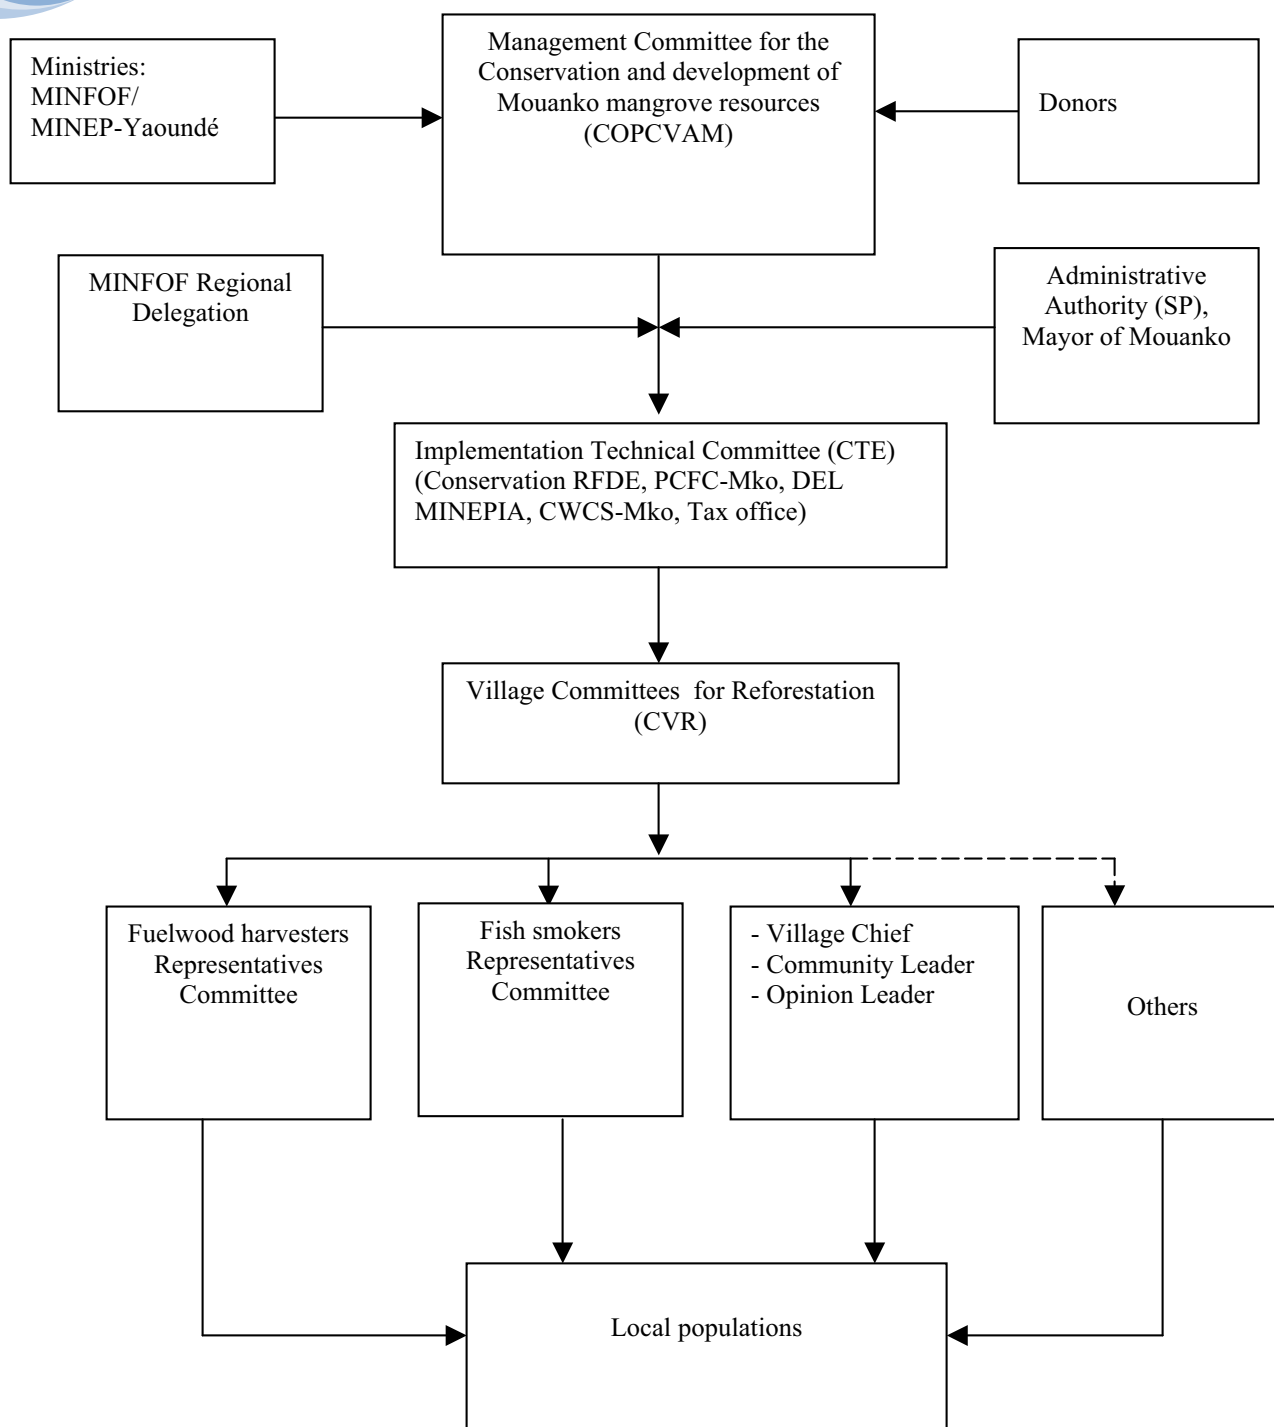 Ministries:
MINFOF/
MINEP-Yaoundé
Management Committee for the
Conservation and development of
Mouanko mangrove resources
(COPCVAM)
Donors
MINFOF Regional
Delegation
Administrative
Authority (SP),
Mayor of Mouanko
Implementation Technical Committee (CTE)
(Conservation RFDE, PCFC-Mko, DEL
MINEPIA, CWCS-Mko, Tax office)
Village Committees for Reforestation
(CVR)
Fuelwood harvesters
Representatives
Committee
Fish smokers
Representatives
Committee
- Village Chief
- Community Leader
- Opinion Leader
Others
Local populations